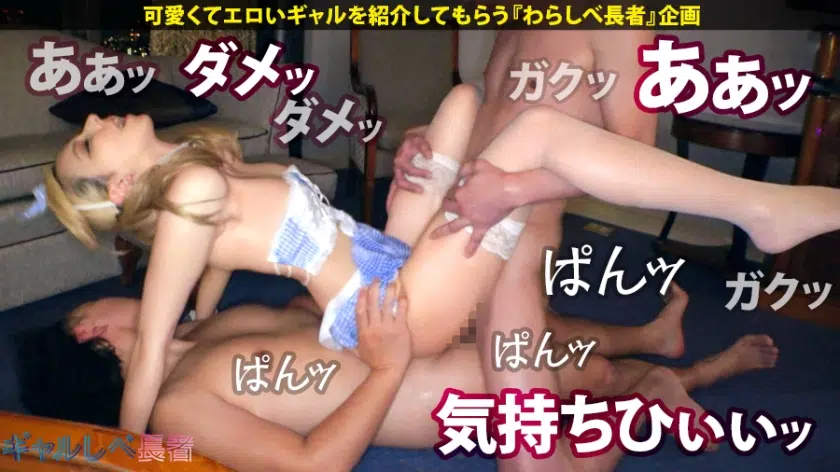 可愛くてエロいギャルを紹介してもらう『わらしべ長者』企画
ああッ ダメッ
ダメッ
ガクッ
ああッ
ぱんッ
ガクッ
ぱんッ
ぱんッ
気持ちひぃぃッ
ギャルしべ長者